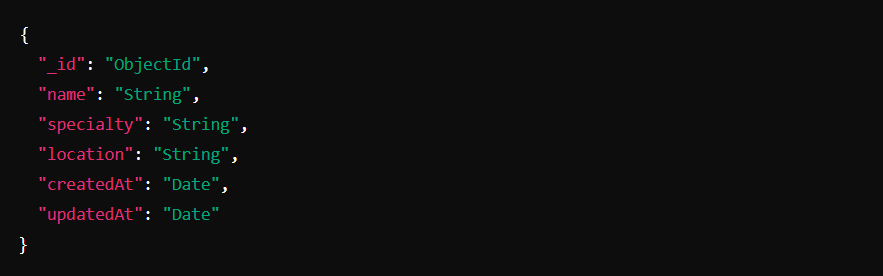 {
"_id": "ObjectId",
"name": "String",
"specialty": "String",
"location": "String",
"createdAt": "Date",
"updatedAt": "Date"
}